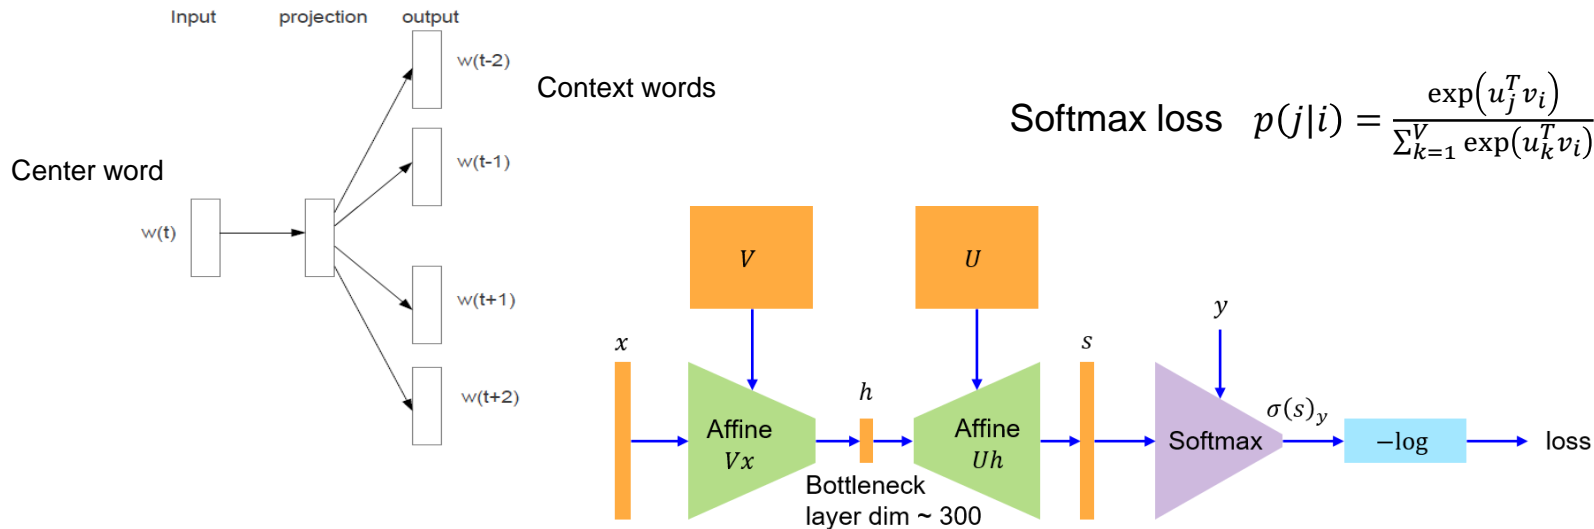 Input projection output
w(t-2)
Context words
w(t-1)
Center word
w(t)
w(t+1)
w(t+2)
Softmax loss p(j|i) = exp(u_j^T v_i) / ∑_{k=1}^V exp(u_k^T v_i)
V
U
x
h
s
y
Affine
Vx
Affine
Uh
Softmax
σ(s)_y
−log
loss
Bottleneck
layer dim ~ 300